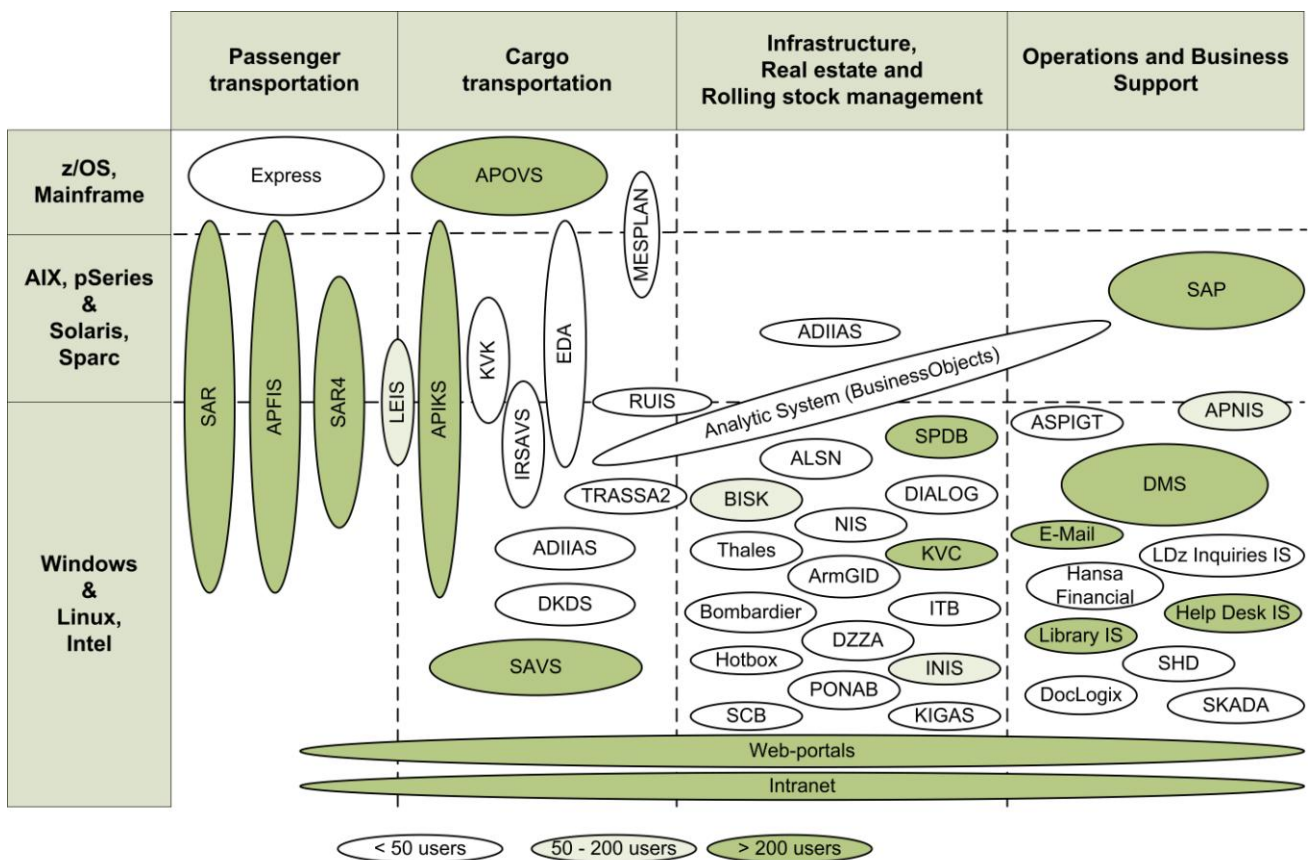 Passenger
transportation
Cargo
transportation
Infrastructure,
Real estate and
Rolling stock management
Operations and Business
Support
z/OS,
Mainframe
Express
APOVS
MESPLAN
AIX, pSeries
&
Solaris,
Sparc
SAR
APFIS
SAR4
LEIS
APIKS
KVK
IRSAVS
EDA
RUIS
ADIIAS
Analytic System (BusinessObjects)
SAP
Windows
&
Linux,
Intel
TRASSA2
ADIIAS
DKDS
SAVS
SPDB
ALSN
BISK
DIALOG
NIS
Thales
KVC
ArmGID
Bombardier
ITB
DZZA
Hotbox
INIS
PONAB
SCB
KIGAS
ASPIGT
APNIS
DMS
E-Mail
LDz Inquiries IS
Hansa
Financial
Help Desk IS
Library IS
SHD
DocLogix
SKADA
Web-portals
Intranet
< 50 users
50 - 200 users
> 200 users